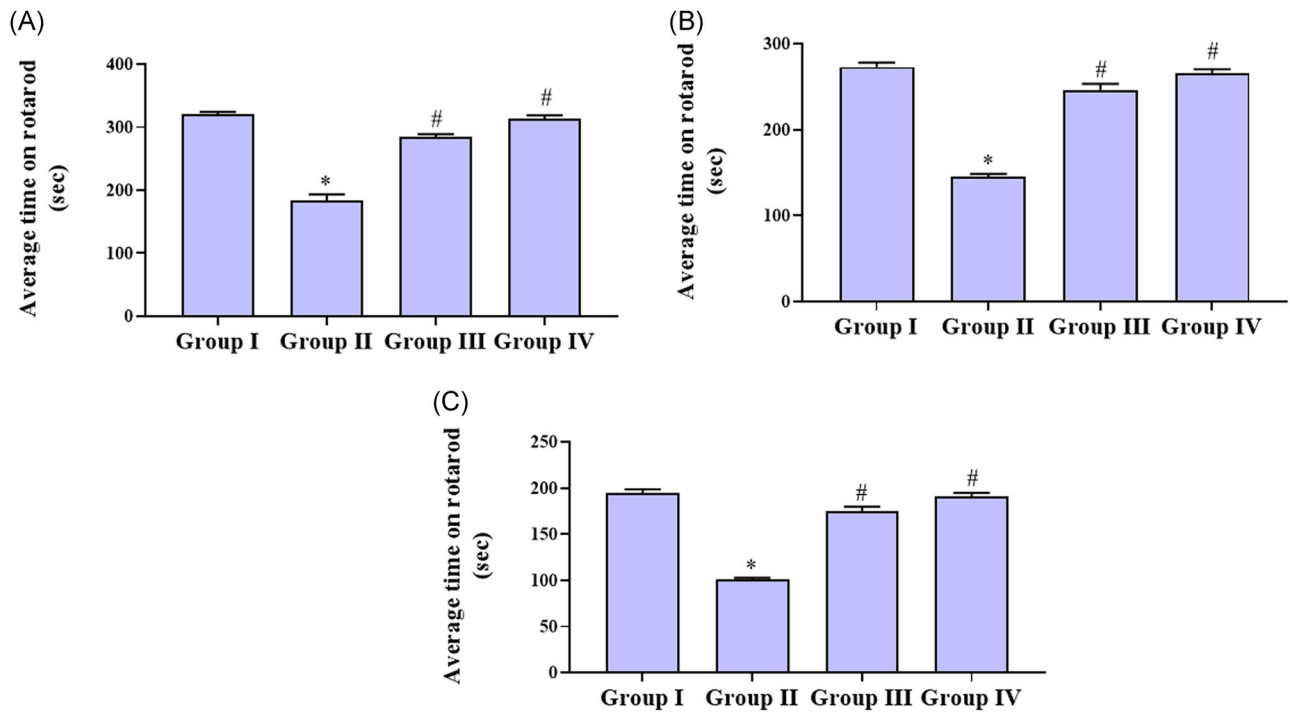 (A)
Average time on rotarod
(sec)
400
300
200
100
0
*
#
#
Group I Group II Group III Group IV
(B)
Average time on rotarod
(sec)
300
200
100
0
*
#
#
Group I Group II Group III Group IV
(C)
Average time on rotarod
(sec)
250
200
150
100
50
0
*
#
#
Group I Group II Group III Group IV